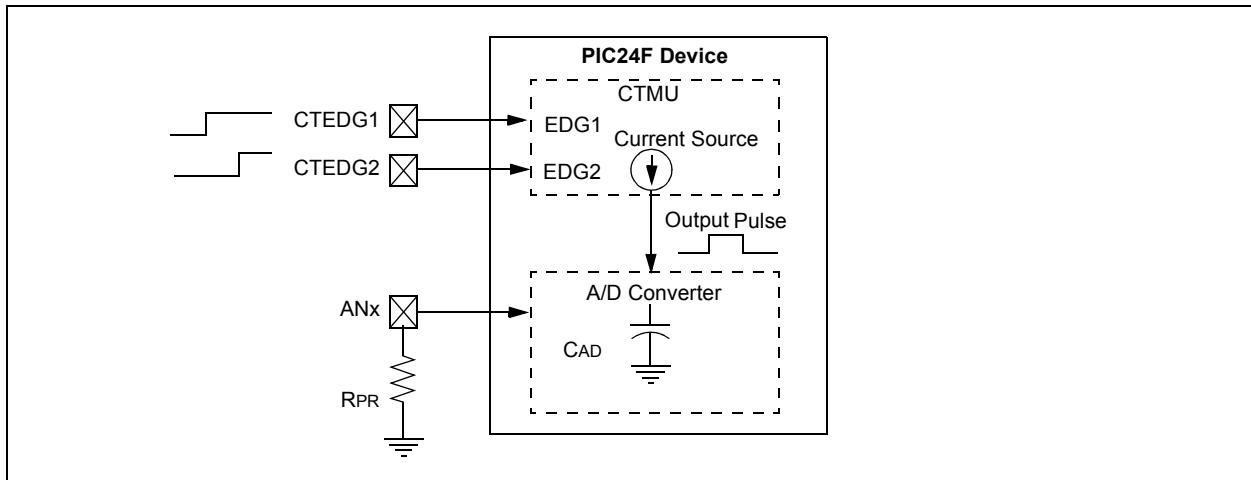 PIC24F Device
CTMU
CTEDG1
EDG1
Current Source
CTEDG2
EDG2
Output Pulse
A/D Converter
ANx
CAD
RPR